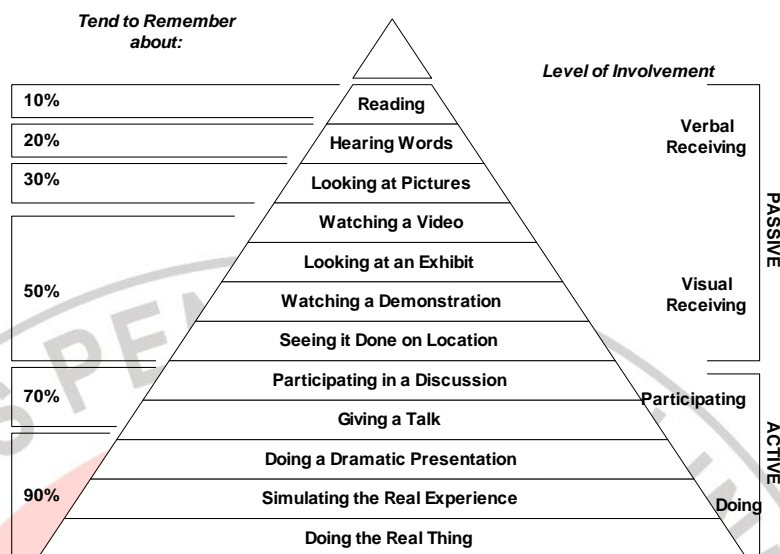 Tend to Remember
about:
Level of Involvement
10%
Reading
Verbal
Receiving
20%
Hearing Words
30%
Looking at Pictures
Watching a Video
PASSIVE
50%
Looking at an Exhibit
Watching a Demonstration
Visual
Receiving
Seeing it Done on Location
70%
Participating in a Discussion
Participating
Giving a Talk
ACTIVE
Doing a Dramatic Presentation
90%
Simulating the Real Experience
Doing
Doing the Real Thing